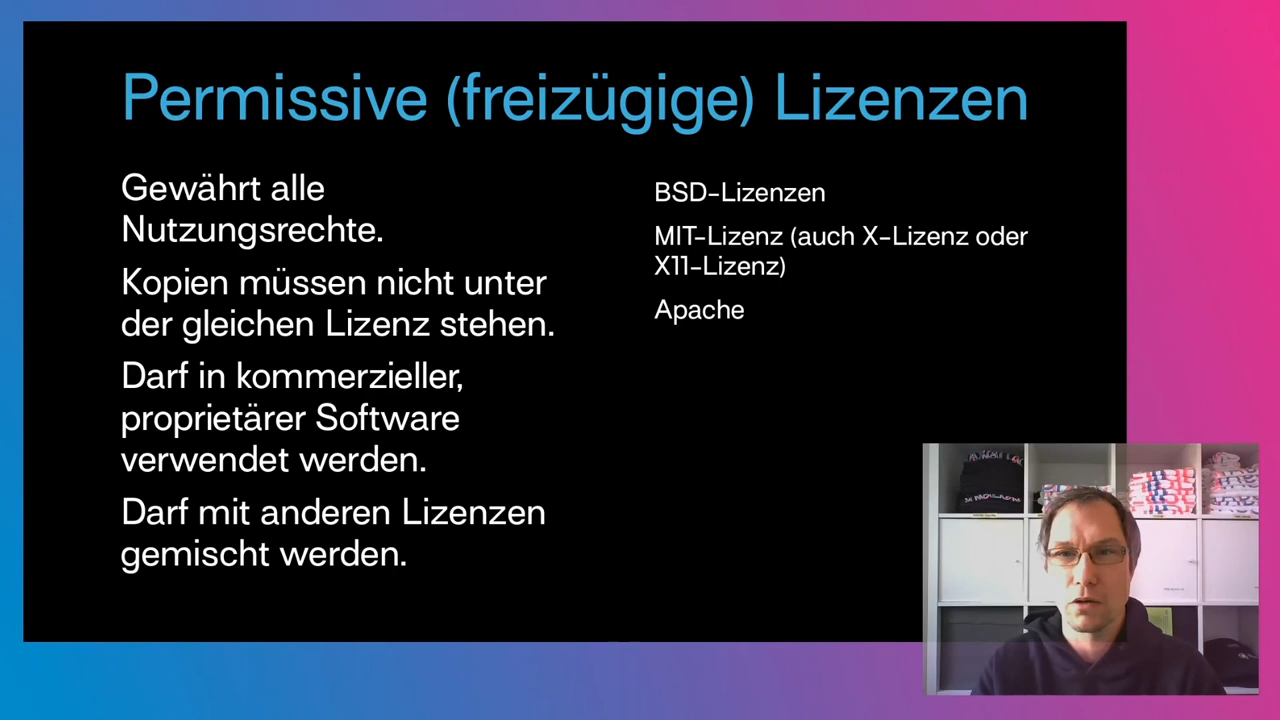 Permissive (freizügige) Lizenzen
Gewährt alle
Nutzungsrechte.
Kopien müssen nicht unter
der gleichen Lizenz stehen.
Darf in kommerzieller,
proprietärer Software
verwendet werden.
Darf mit anderen Lizenzen
gemischt werden.
BSD-Lizenzen
MIT-Lizenz (auch X-Lizenz oder
X11-Lizenz)
Apache